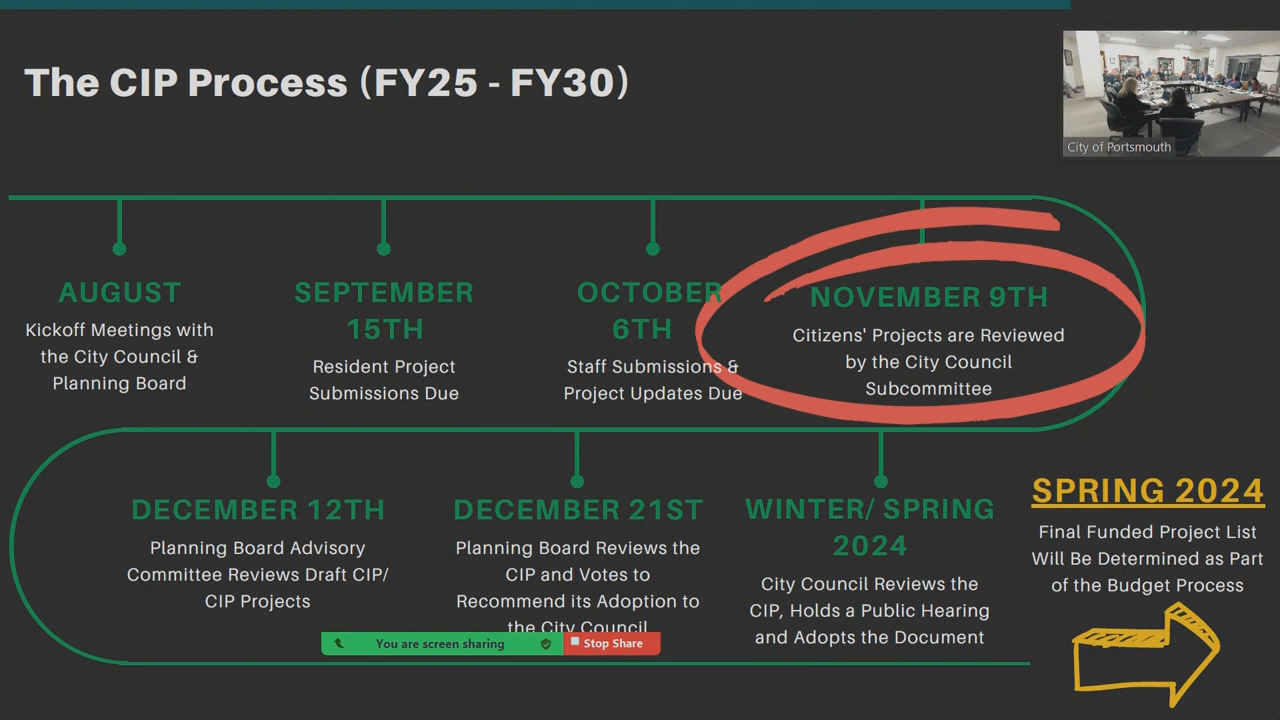 The CIP Process (FY25 - FY30)
City of Portsmouth
AUGUST
Kickoff Meetings with
the City Council &
Planning Board
SEPTEMBER
15TH
Resident Project
Submissions Due
OCTOBER
6TH
Staff Submissions &
Project Updates Due
NOVEMBER 9TH
Citizens' Projects are Reviewed
by the City Council
Subcommittee
DECEMBER 12TH
Planning Board Advisory
Committee Reviews Draft CIP/
CIP Projects
DECEMBER 21ST
Planning Board Reviews the
CIP and Votes to
Recommend its Adoption to
the City Council
WINTER/ SPRING
2024
City Council Reviews the
CIP, Holds a Public Hearing
and Adopts the Document
SPRING 2024
Final Funded Project List
Will Be Determined as Part
of the Budget Process
You are screen sharing
Stop Share